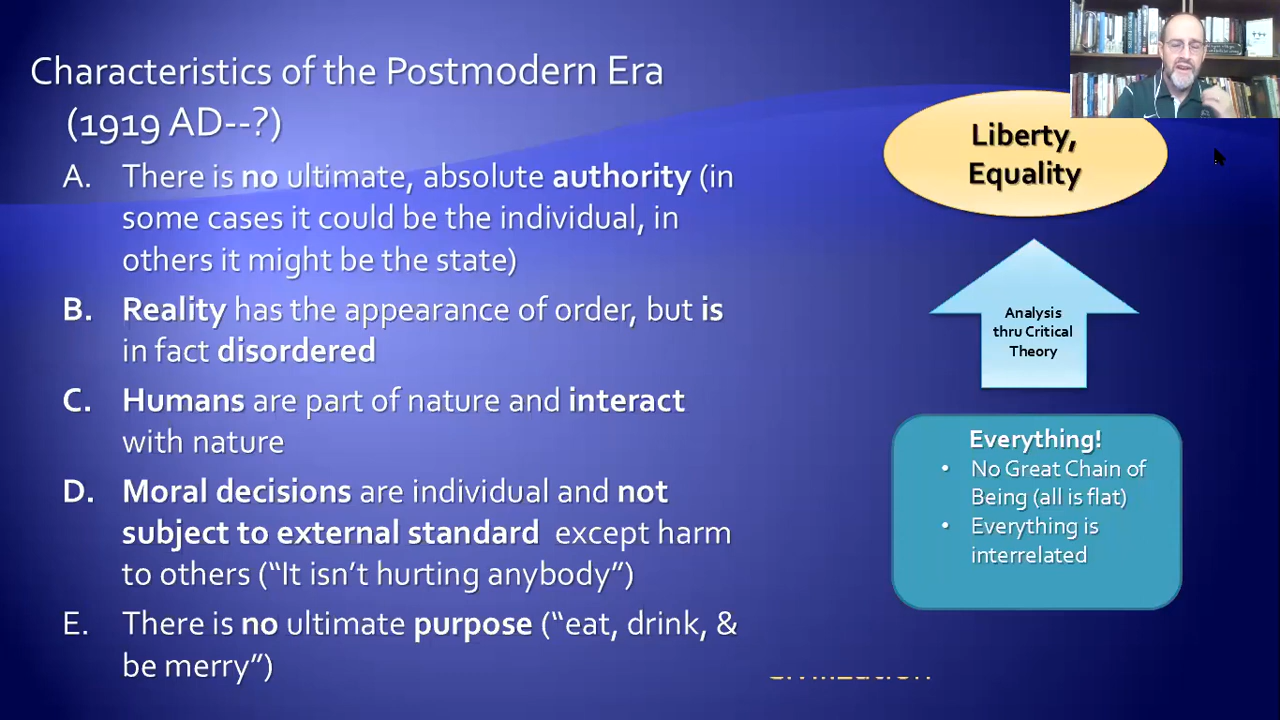 Characteristics of the Postmodern Era
(1919 AD--?)
A. There is no ultimate, absolute authority (in
some cases it could be the individual, in
others it might be the state)
B. Reality has the appearance of order, but is
in fact disordered
C. Humans are part of nature and interact
with nature
D. Moral decisions are individual and not
subject to external standard except harm
to others (“It isn’t hurting anybody”)
E. There is no ultimate purpose (“eat, drink, &
be merry”)
Liberty,
Equality
Analysis
thru Critical
Theory
Everything!
• No Great Chain of
Being (all is flat)
• Everything is
interrelated